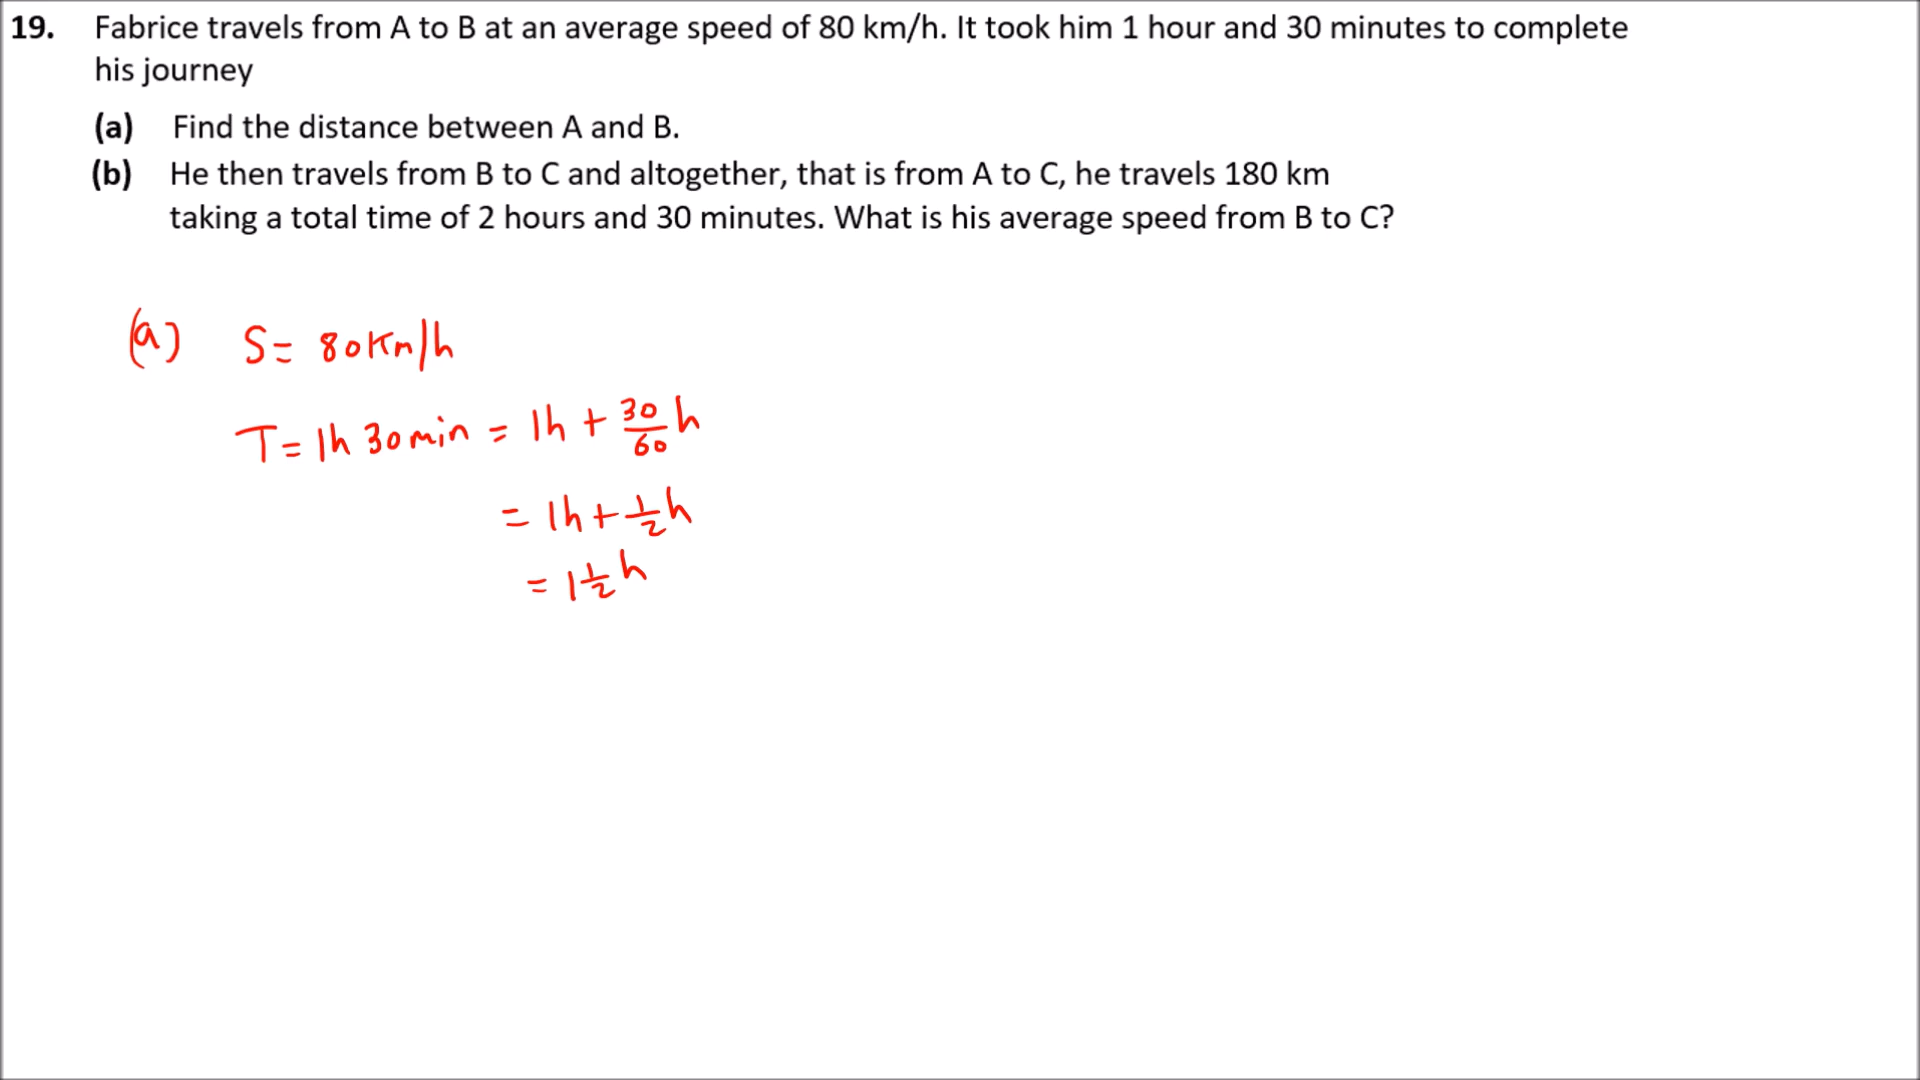 19. Fabrice travels from A to B at an average speed of 80 km/h. It took him 1 hour and 30 minutes to complete
his journey
(a) Find the distance between A and B.
(b) He then travels from B to C and altogether, that is from A to C, he travels 180 km
taking a total time of 2 hours and 30 minutes. What is his average speed from B to C?
(a) S = 80Km/h
T = 1h 30min = 1h + 30/60 h
= 1h + 1/2 h
= 1 1/2 h